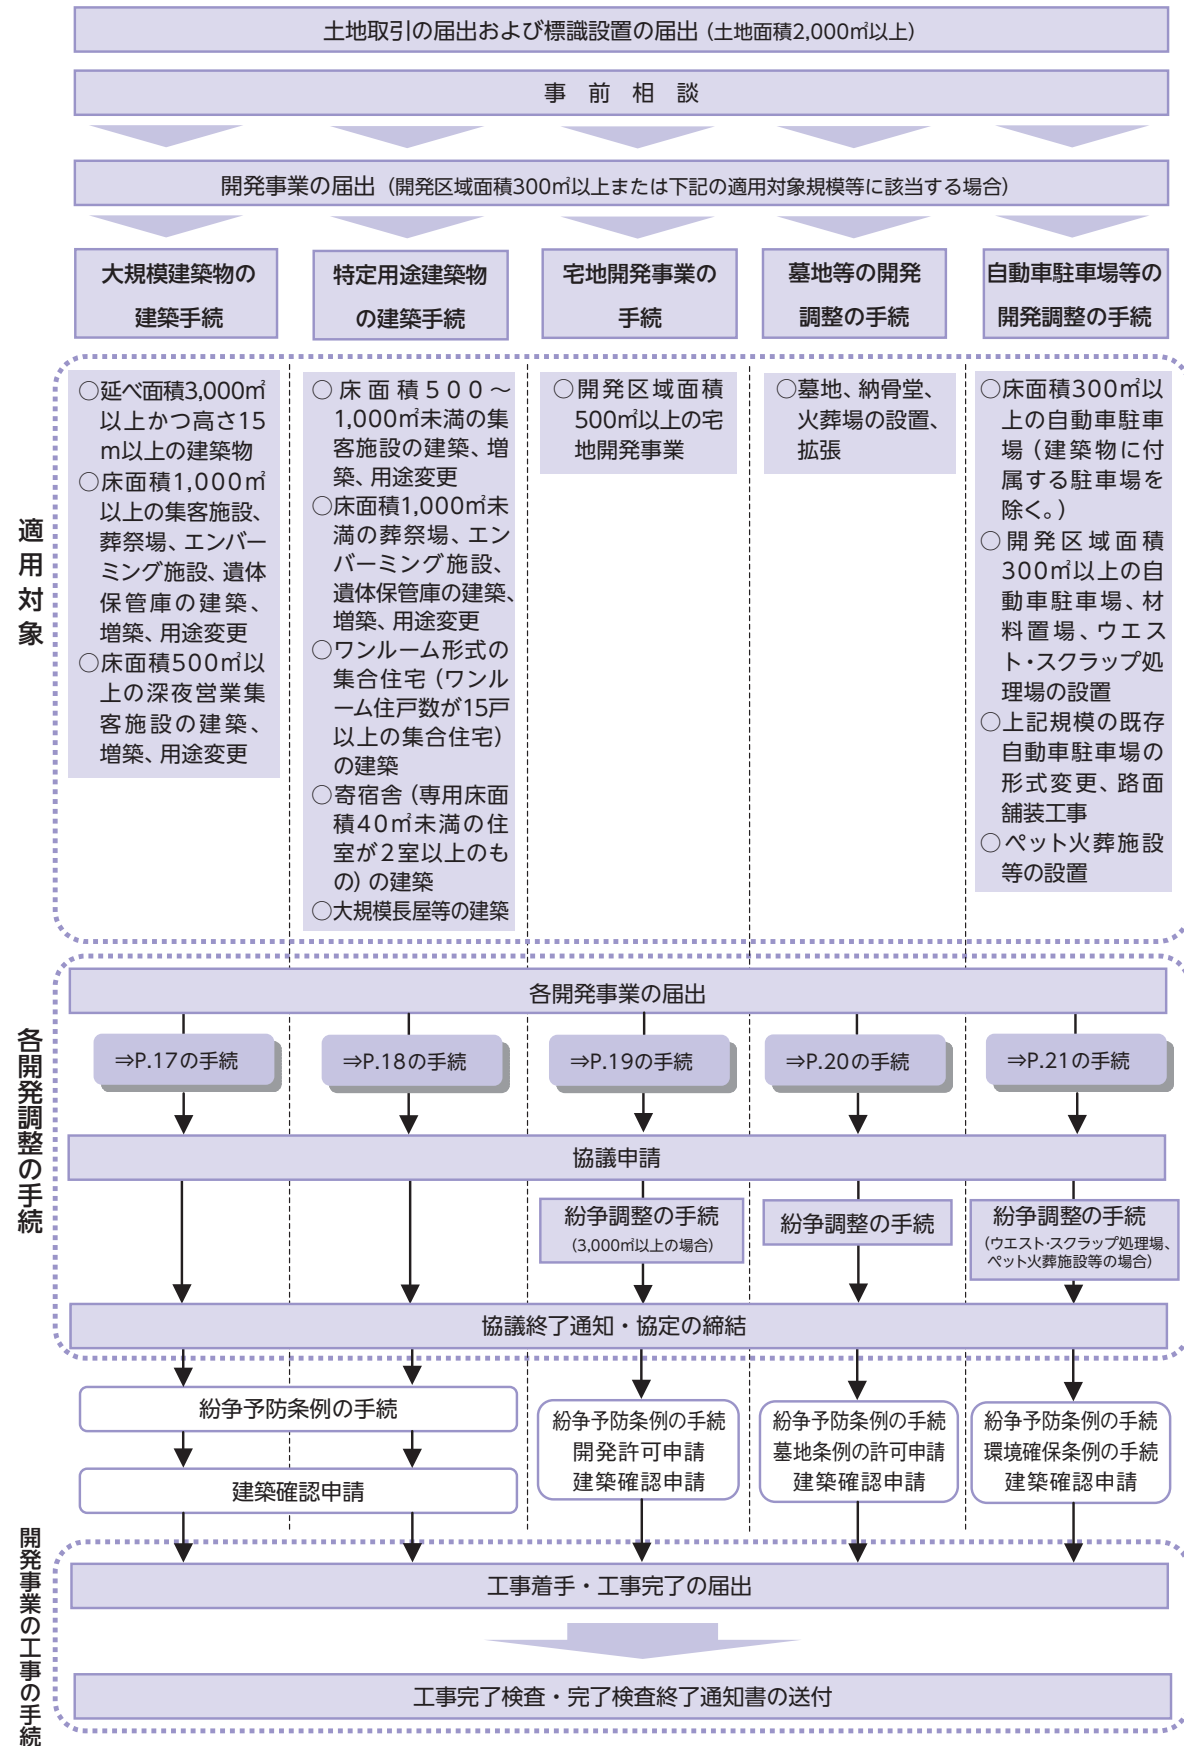 土地取引の届出および標識設置の届出（土地面積2,000㎡以上）
事　前　相　談
開発事業の届出（開発区域面積300㎡以上または下記の適用対象規模等に該当する場合）
大規模建築物の
建築手続
特定用途建築物
の建築手続
宅地開発事業の
手続
墓地等の開発
調整の手続
自動車駐車場等の
開発調整の手続
適用対象
○延べ面積3,000㎡
以上かつ高さ15
m以上の建築物
○床面積1,000㎡
以上の集客施設、
葬祭場、エンバー
ミング施設、遺体
保管庫の建築、
増築、用途変更
○床面積500㎡以
上の深夜営業集
客施設の建築、
増築、用途変更
○床面積500～
1,000㎡未満の集
客施設の建築、増
築、用途変更
○床面積1,000㎡未
満の葬祭場、エン
バーミング施設、
遺体保管庫の建築、
増築、用途変更
○ワンルーム形式の
集合住宅（ワンル
ーム住戸数が15戸
以上の集合住宅）
の建築
○寄宿舎（専用床面
積40㎡未満の住
室が2室以上のも
の）の建築
○大規模長屋等の建築
○開発区域面積
500㎡以上の宅
地開発事業
○墓地、納骨堂、
火葬場の設置、
拡張
○床面積300㎡以
上の自動車駐車
場（建築物に付
属する駐車場を
除く。）
○開発区域面積
300㎡以上の自
動車駐車場、材
料置場、ウエス
ト・スクラップ処
理場の設置
○上記規模の既存
自動車駐車場の
形式変更、路面
舗装工事
○ペット火葬施設
等の設置
各開発調整の手続
各開発事業の届出
⇒P.17の手続
⇒P.18の手続
⇒P.19の手続
⇒P.20の手続
⇒P.21の手続
協議申請
紛争調整の手続
（3,000㎡以上の場合）
紛争調整の手続
紛争調整の手続
（ウエスト・スクラップ処理場、
ペット火葬施設等の場合）
協議終了通知・協定の締結
紛争予防条例の手続
建築確認申請
紛争予防条例の手続
開発許可申請
建築確認申請
紛争予防条例の手続
墓地条例の許可申請
建築確認申請
紛争予防条例の手続
環境確保条例の手続
建築確認申請
開発事業の工事の手続
工事着手・工事完了の届出
工事完了検査・完了検査終了通知書の送付